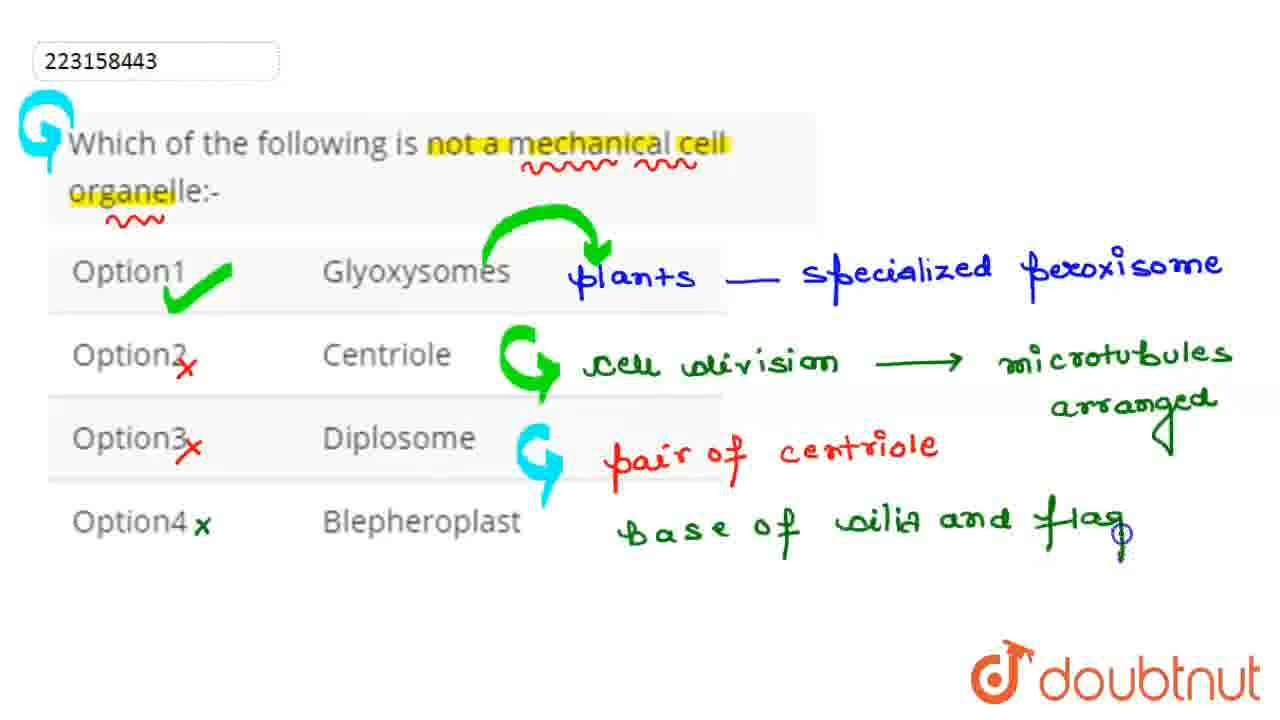 223158443
Which of the following is not a mechanical cell
organelle:-
Option1 Glyoxysomes plants — specialized peroxisome
Option2 x Centriole cell division → microtubules
arranged
Option3 x Diplosome pair of centriole
Option4 x Blepheroplast base of cilia and flag
doubtnut